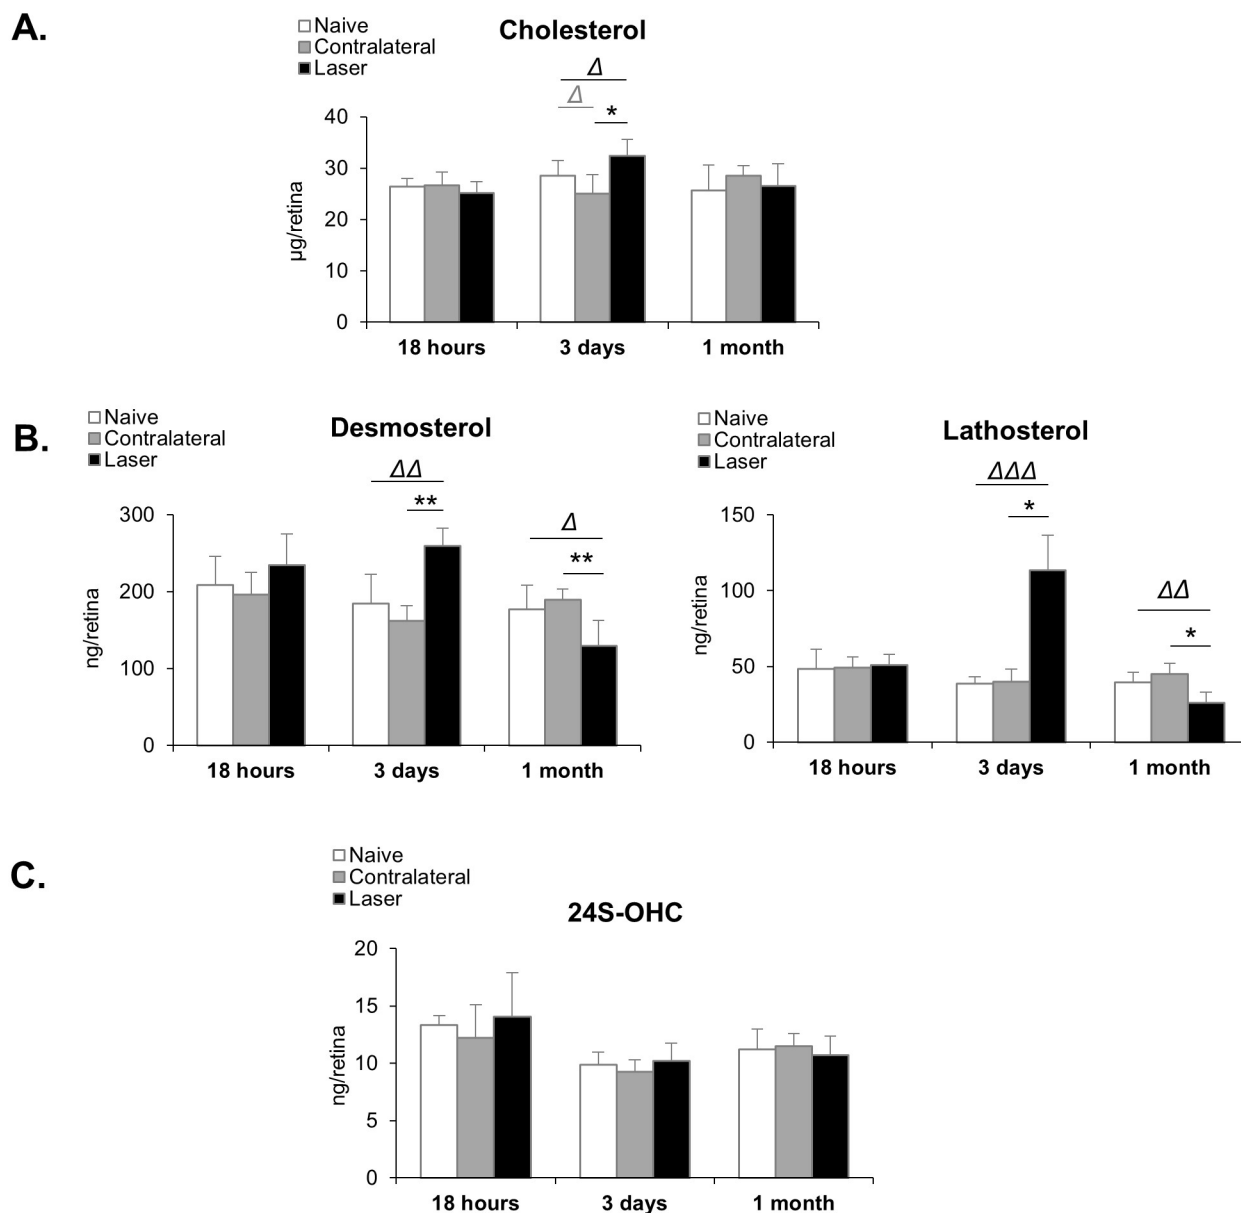 A.
Naive
Contralateral
Laser
Cholesterol
Δ
Δ
*
µg/retina
40
30
20
10
0
18 hours 3 days 1 month
B.
Naive
Contralateral
Laser
Desmosterol
ΔΔ
**
Δ
**
ng/retina
300
200
100
0
18 hours 3 days 1 month
Naive
Contralateral
Laser
Lathosterol
ΔΔΔ
*
ΔΔ
*
ng/retina
150
100
50
0
18 hours 3 days 1 month
C.
Naive
Contralateral
Laser
24S-OHC
ng/retina
20
15
10
5
0
18 hours 3 days 1 month